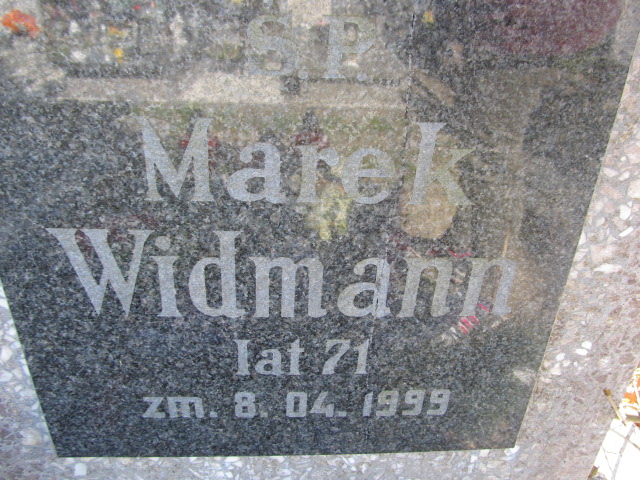 S.P.
Marek
Widmann
lat 71
zm. 8. 04. 1999